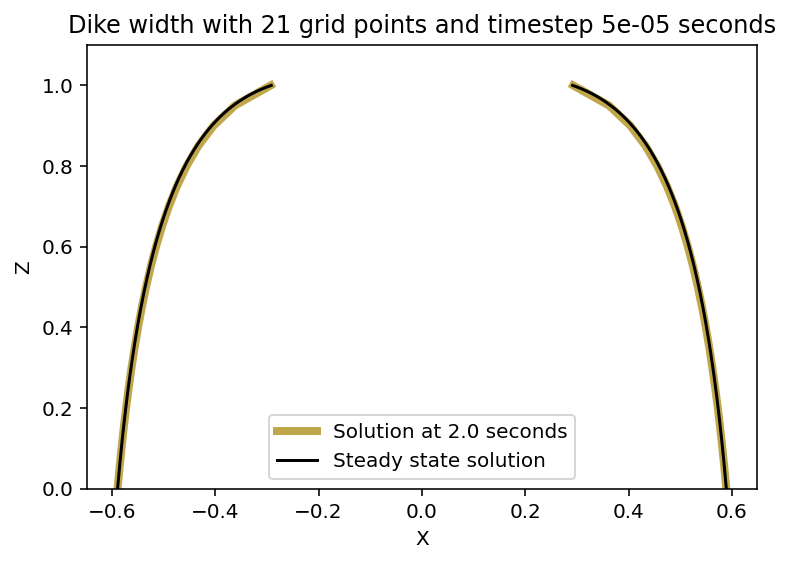 Dike width with 21 grid points and timestep 5e-05 seconds
1.0
0.8
0.6
0.4
0.2
0.0
Z
Solution at 2.0 seconds
Steady state solution
−0.6 −0.4 −0.2 0.0 0.2 0.4 0.6
X